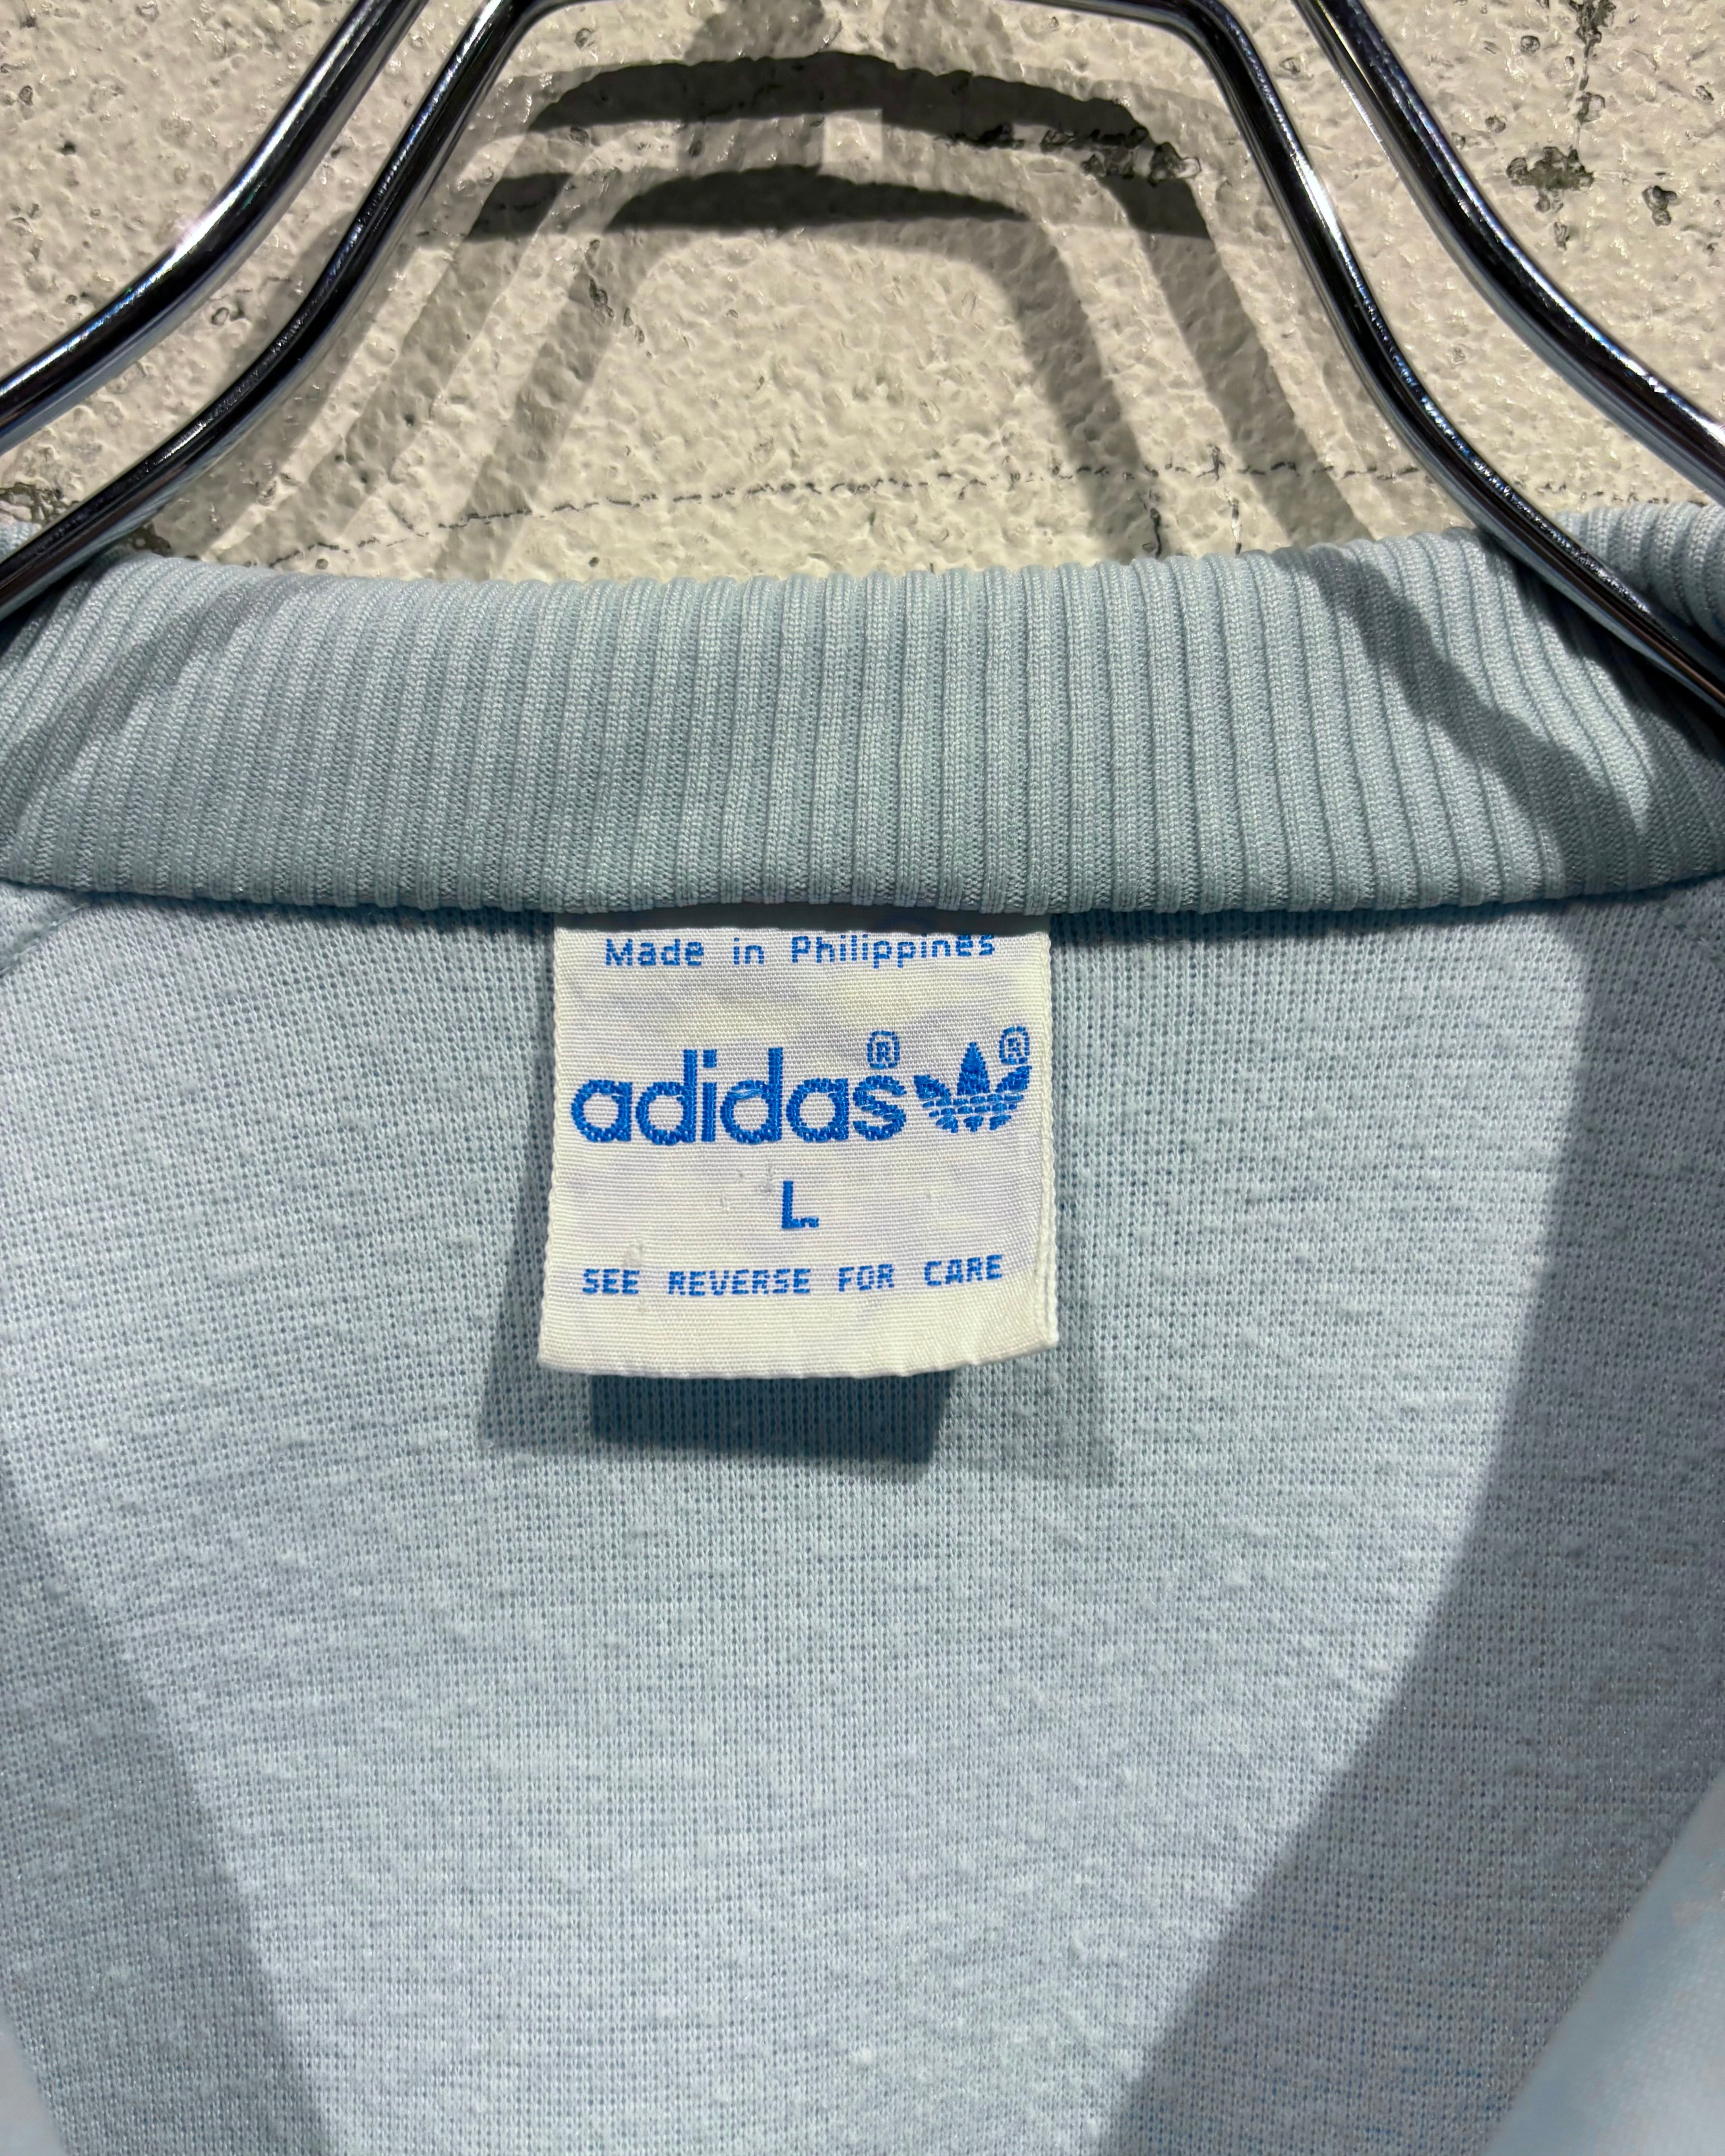 Made in Philippines
adidas® ®
L
SEE REVERSE FOR CARE